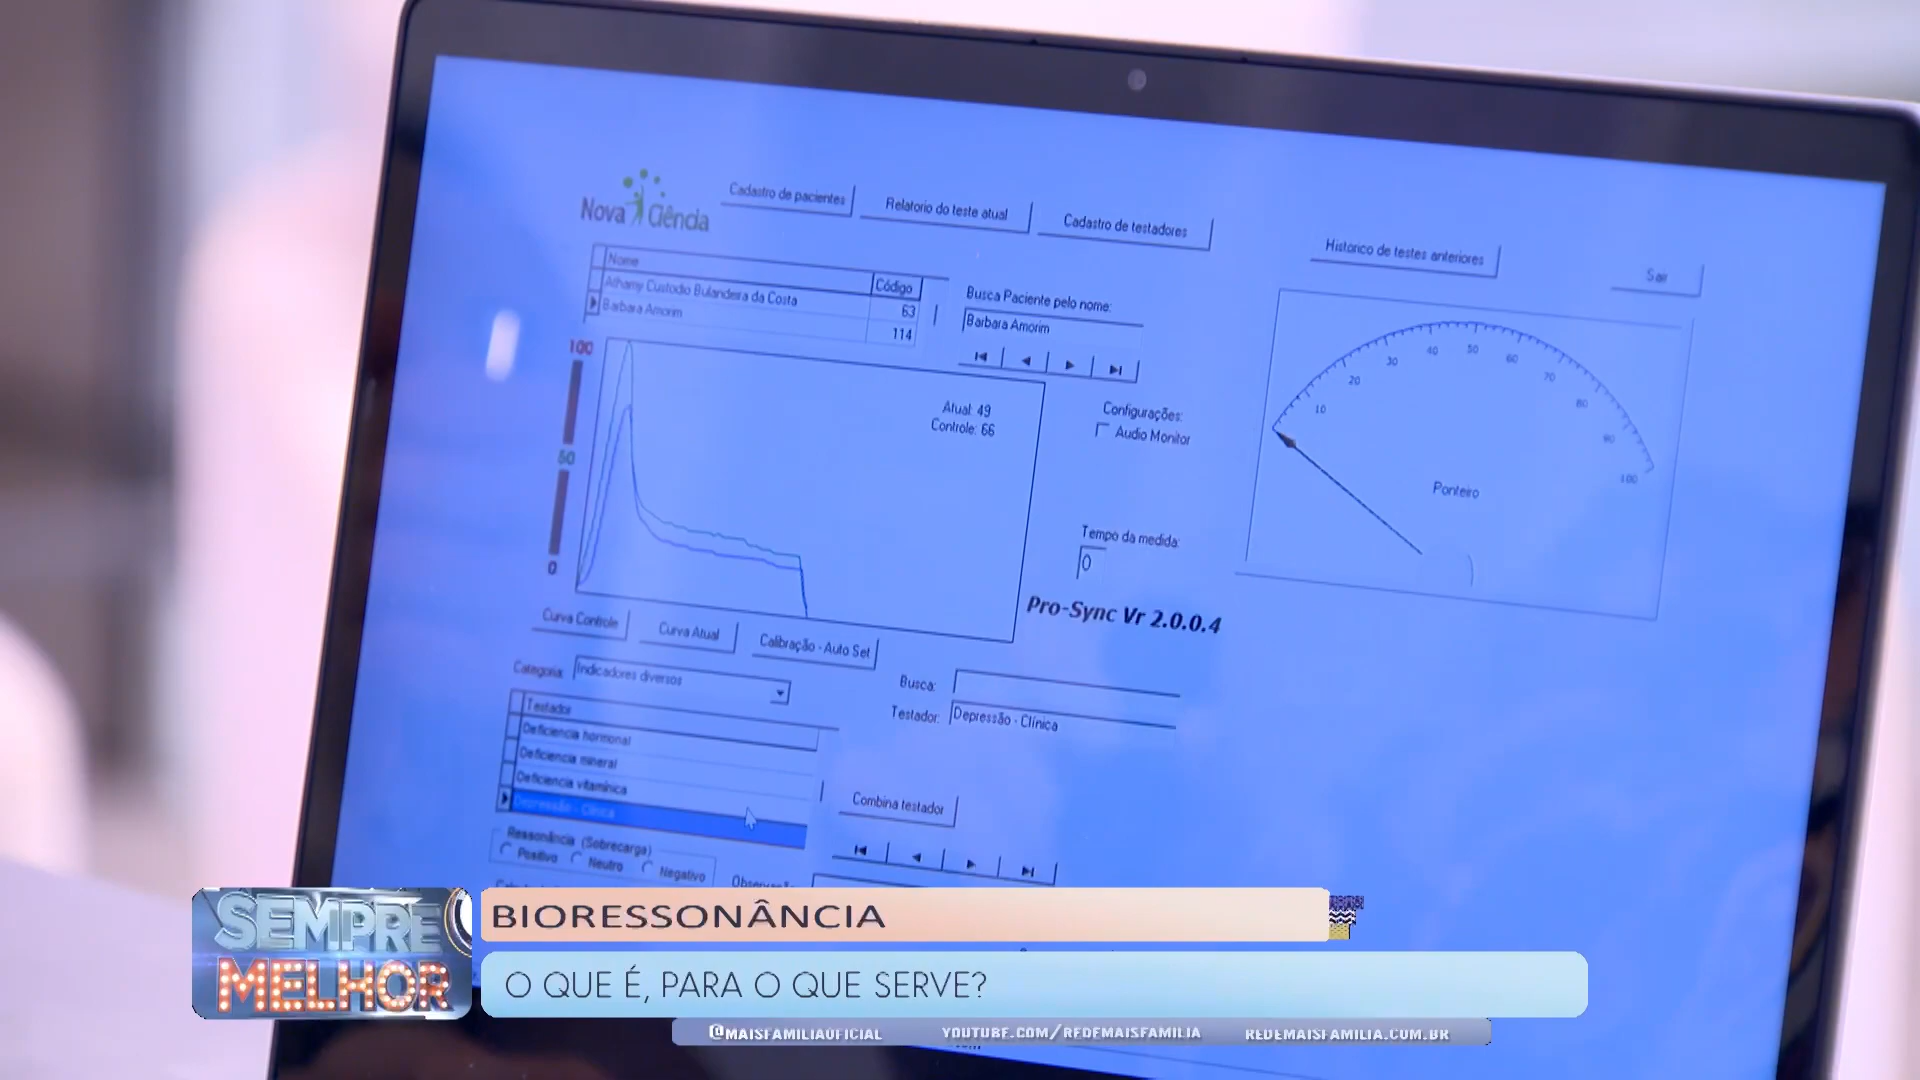 Nova Ciência
Cadastro de pacientes
Relatorio do teste atual
Cadastro de testadores
Historico de testes anteriores
Sair
Nome
Código
Athamy Custodio Bulandeira da Costa
63
Barbara Amorim
114
Busca Paciente pelo nome:
Barbara Amorim
100
50
0
Atual: 49
Controle: 66
Configurações:
Audio Monitor
10
20
30
40
50
60
70
80
90
100
Ponteiro
Tempo da medida:
0
Pro-Sync Vr 2.0.0.4
Curva Controle
Curva Atual
Calibração - Auto Set
Categoria:
Indicadores diversos
Busca:
Testador:
Depressão - Clínica
Testador
Deficiencia hormonal
Deficiencia mineral
Deficiencia vitamínica
Depressão - Clínica
Combina testador
Ressonância (Sobrecarga)
Positivo
Neutro
Negativo
SEMPRE
MELHOR
BIORESSONÂNCIA
O QUE É, PARA O QUE SERVE?
@MAISFAMILIAOFICIAL
YOUTUBE.COM/REDEMAISFAMILIA
REDEMAISFAMILIA.COM.BR